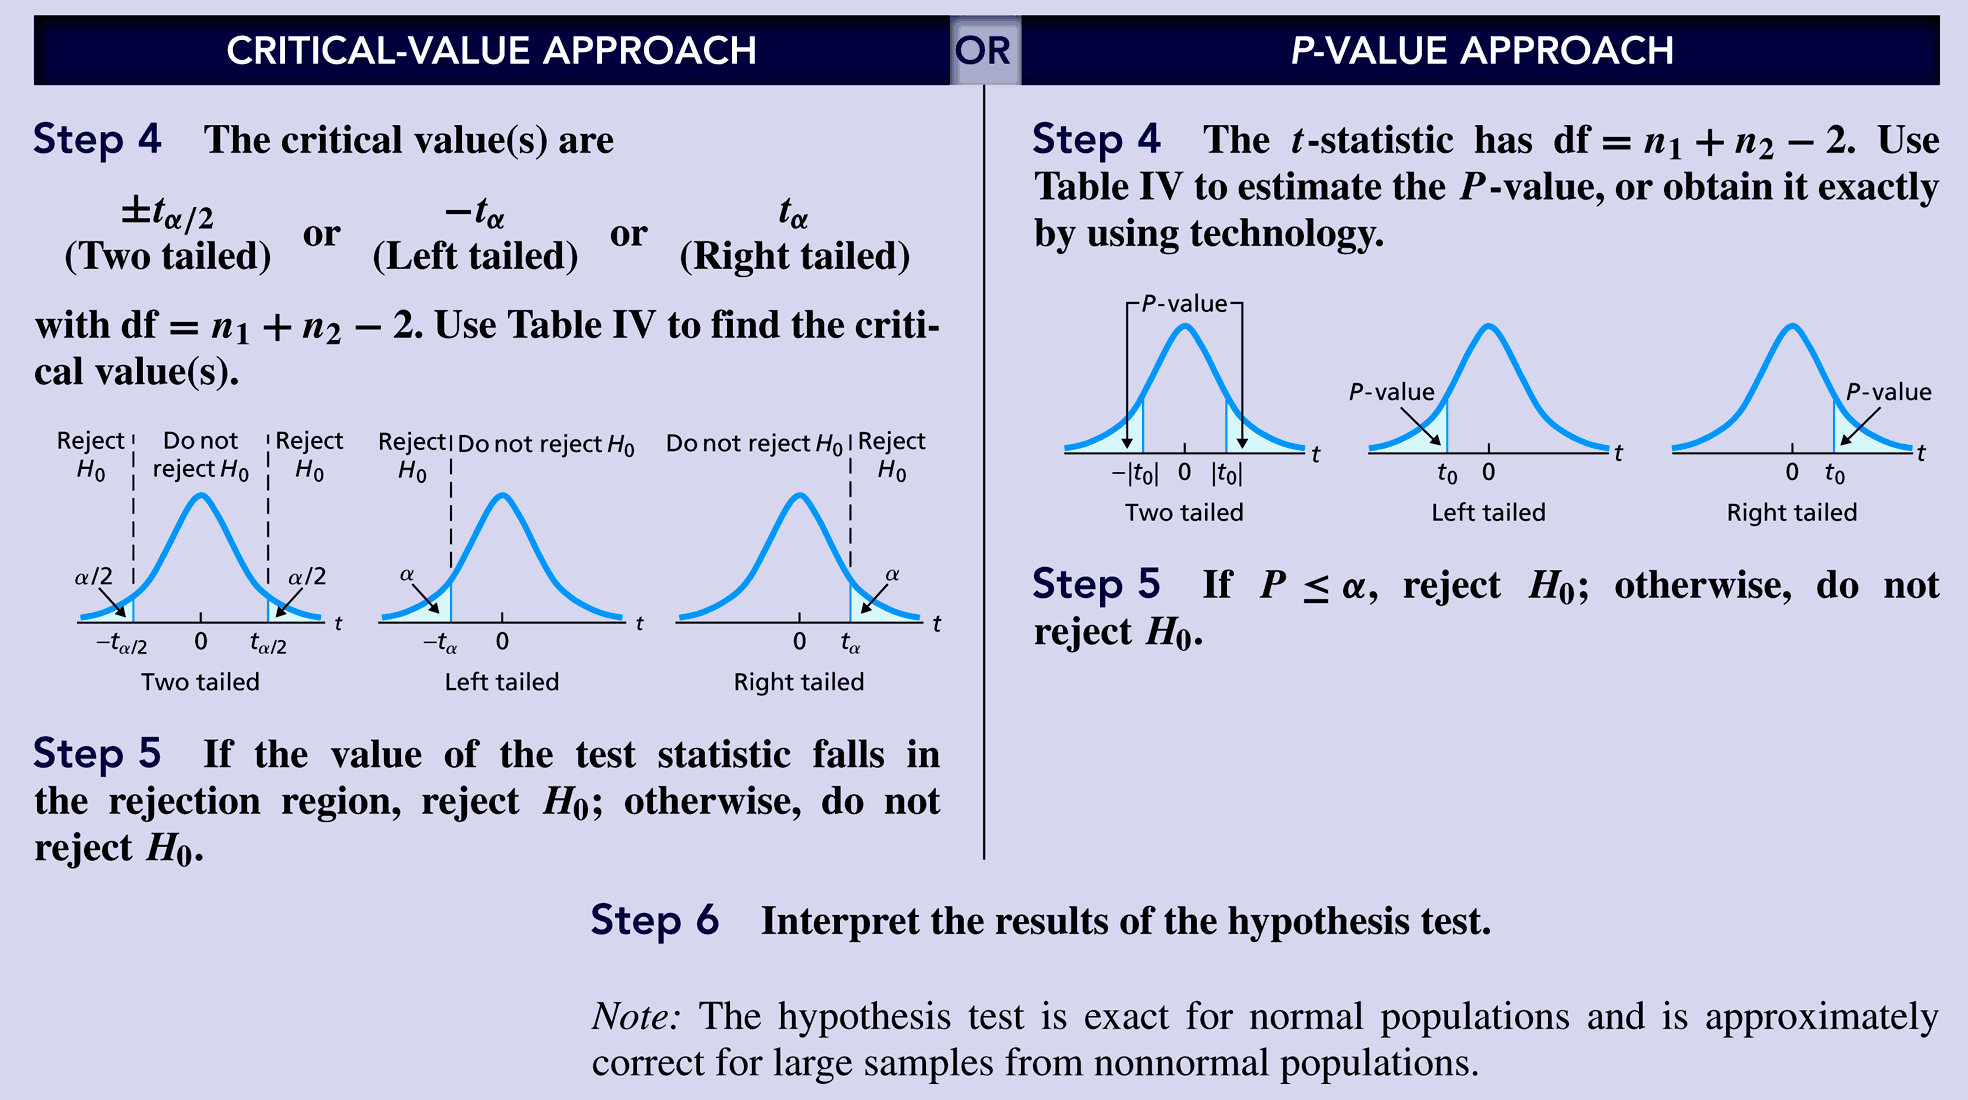 CRITICAL-VALUE APPROACH
OR
P-VALUE APPROACH
Step 4 The critical value(s) are
±tα/2 or −tα or tα
(Two tailed) (Left tailed) (Right tailed)
with df = n1 + n2 − 2. Use Table IV to find the criti-
cal value(s).
Reject H0
Do not reject H0
Reject H0
α/2
α/2
−tα/2 0 tα/2 t
Two tailed
Reject H0
Do not reject H0
α
−tα 0 t
Left tailed
Do not reject H0
Reject H0
α
0 tα t
Right tailed
Step 5 If the value of the test statistic falls in
the rejection region, reject H0; otherwise, do not
reject H0.
Step 4 The t-statistic has df = n1 + n2 − 2. Use
Table IV to estimate the P-value, or obtain it exactly
by using technology.
P-value
−|t0| 0 |t0| t
Two tailed
P-value
t0 0 t
Left tailed
P-value
0 t0 t
Right tailed
Step 5 If P ≤ α, reject H0; otherwise, do not
reject H0.
Step 6 Interpret the results of the hypothesis test.
Note: The hypothesis test is exact for normal populations and is approximately
correct for large samples from nonnormal populations.